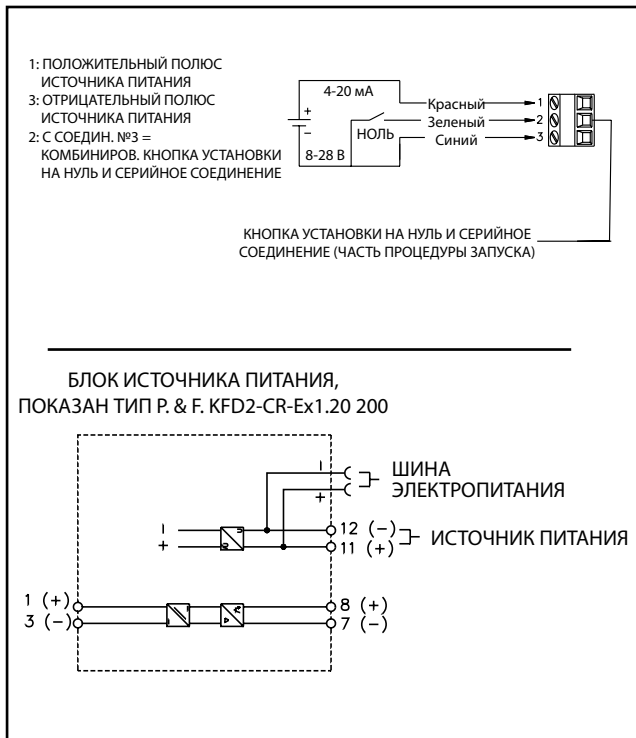 1: ПОЛОЖИТЕЛЬНЫЙ ПОЛЮС
ИСТОЧНИКА ПИТАНИЯ
3: ОТРИЦАТЕЛЬНЫЙ ПОЛЮС
ИСТОЧНИКА ПИТАНИЯ
2: С СОЕДИН. №3 =
КОМБИНИРОВ. КНОПКА УСТАНОВКИ
НА НУЛЬ И СЕРИЙНОЕ СОЕДИНЕНИЕ
4-20 мА
+
−
8-28 В
НОЛЬ
Красный 1
Зеленый 2
Синий 3
КНОПКА УСТАНОВКИ НА НУЛЬ И СЕРИЙНОЕ
СОЕДИНЕНИЕ (ЧАСТЬ ПРОЦЕДУРЫ ЗАПУСКА)
БЛОК ИСТОЧНИКА ПИТАНИЯ,
ПОКАЗАН ТИП P. & F. KFD2-CR-Ex1.20 200
−
+
ШИНА
ЭЛЕКТРОПИТАНИЯ
−
+
12 (−)
11 (+)
ИСТОЧНИК ПИТАНИЯ
1 (+)
3 (−)
8 (+)
7 (−)